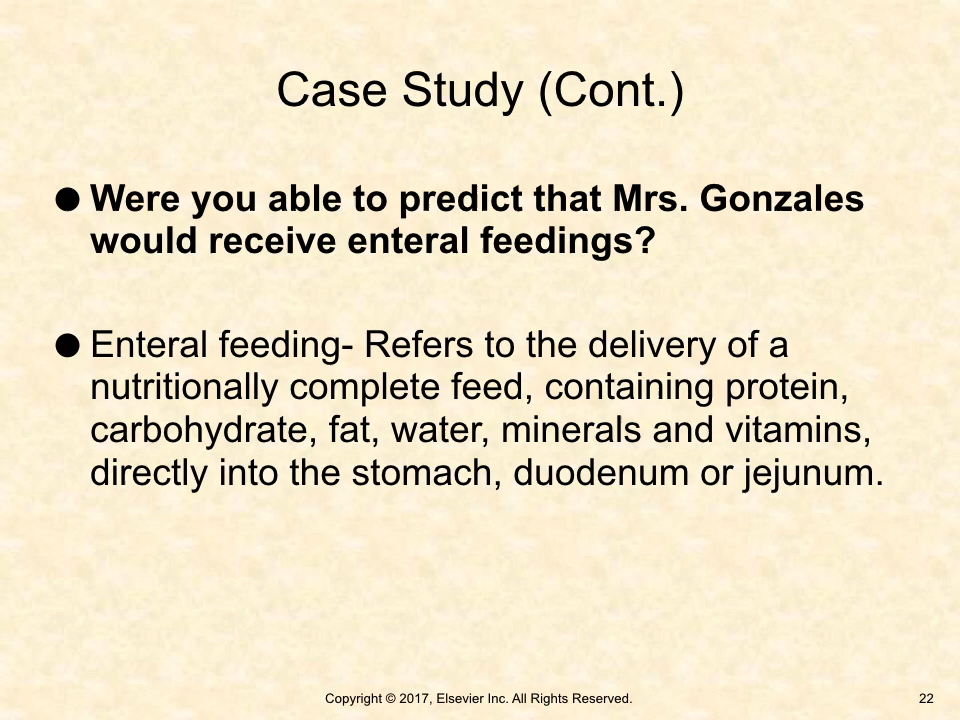 Case Study (Cont.)
● Were you able to predict that Mrs. Gonzales
would receive enteral feedings?
● Enteral feeding- Refers to the delivery of a
nutritionally complete feed, containing protein,
carbohydrate, fat, water, minerals and vitamins,
directly into the stomach, duodenum or jejunum.
Copyright © 2017, Elsevier Inc. All Rights Reserved. 22